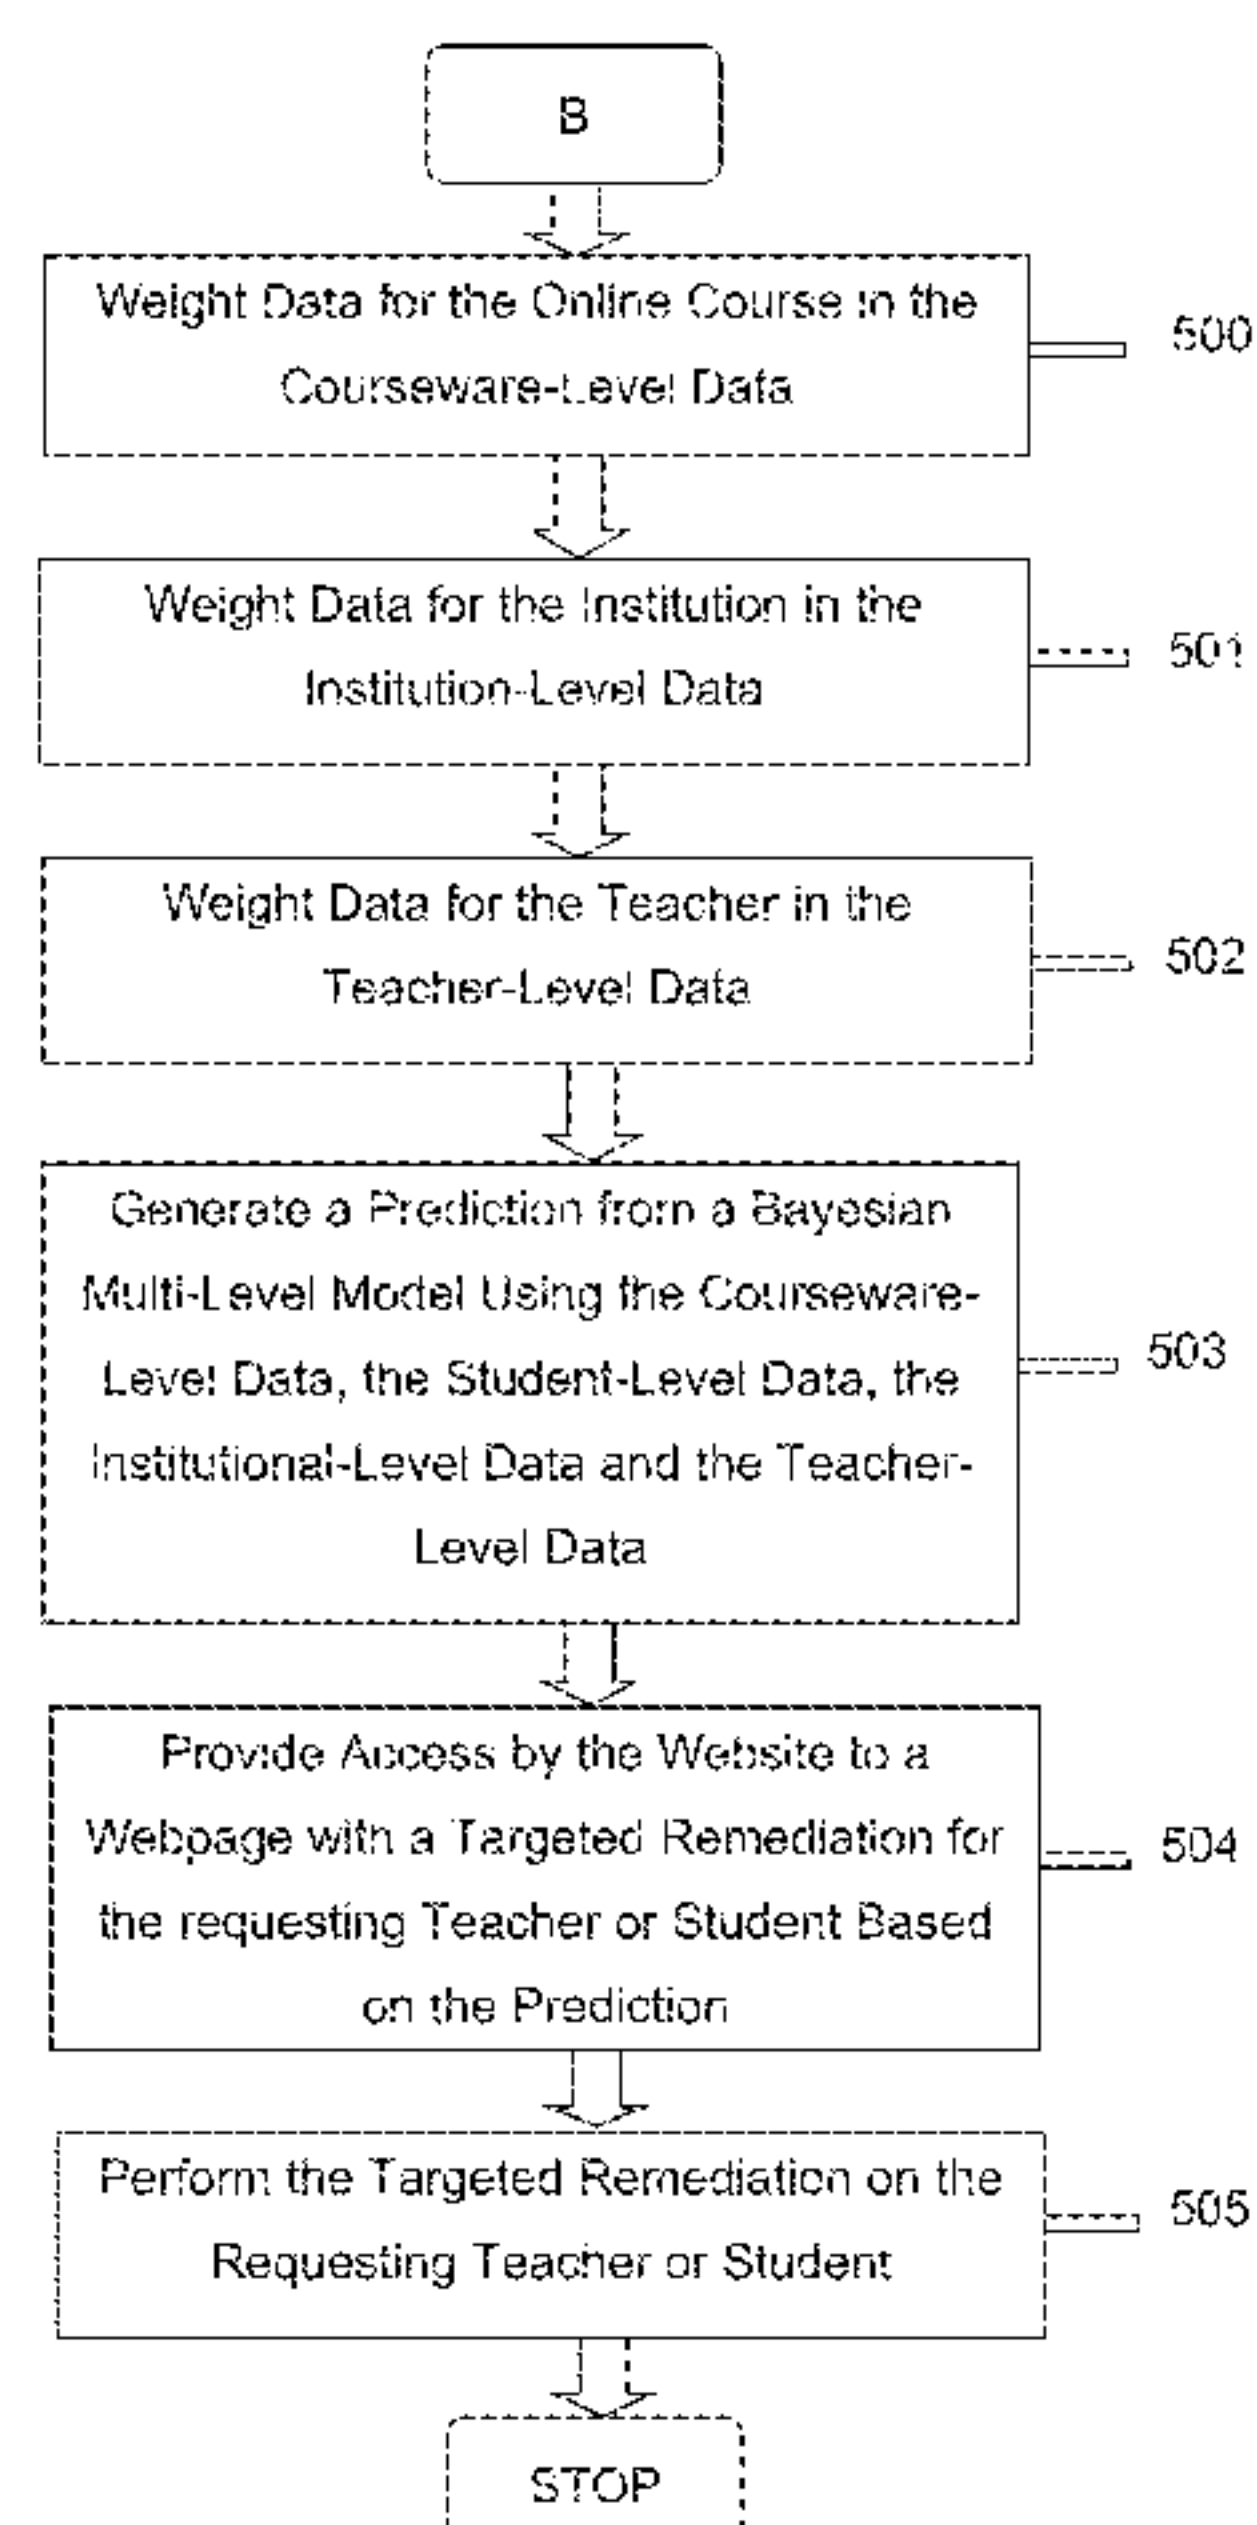 B
Weight Data for the Online Course in the
Courseware-Level Data
500
Weight Data for the Institution in the
Institution-Level Data
501
Weight Data for the Teacher in the
Teacher-Level Data
502
Generate a Prediction from a Bayesian
Multi-Level Model Using the Courseware-
Level Data, the Student-Level Data, the
Institutional-Level Data and the Teacher-
Level Data
503
Provide Access by the Website to a
Webpage with a Targeted Remediation for
the requesting Teacher or Student Based
on the Prediction
504
Perform the Targeted Remediation on the
Requesting Teacher or Student
505
STOP